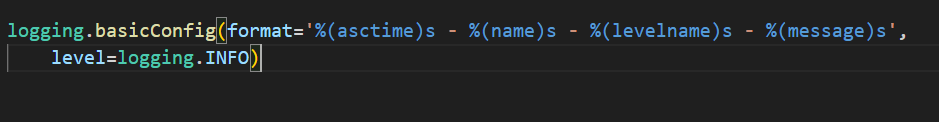 logging.basicConfig(format='%(asctime)s - %(name)s - %(levelname)s - %(message)s',
    level=logging.INFO)